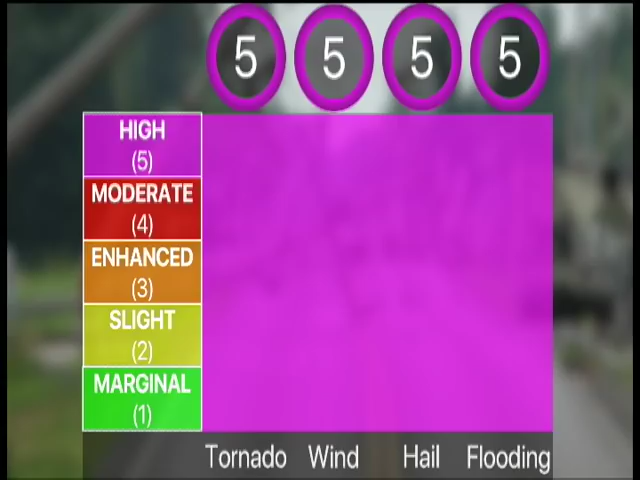 5 5 5 5
HIGH
(5)
MODERATE
(4)
ENHANCED
(3)
SLIGHT
(2)
MARGINAL
(1)
Tornado Wind Hail Flooding